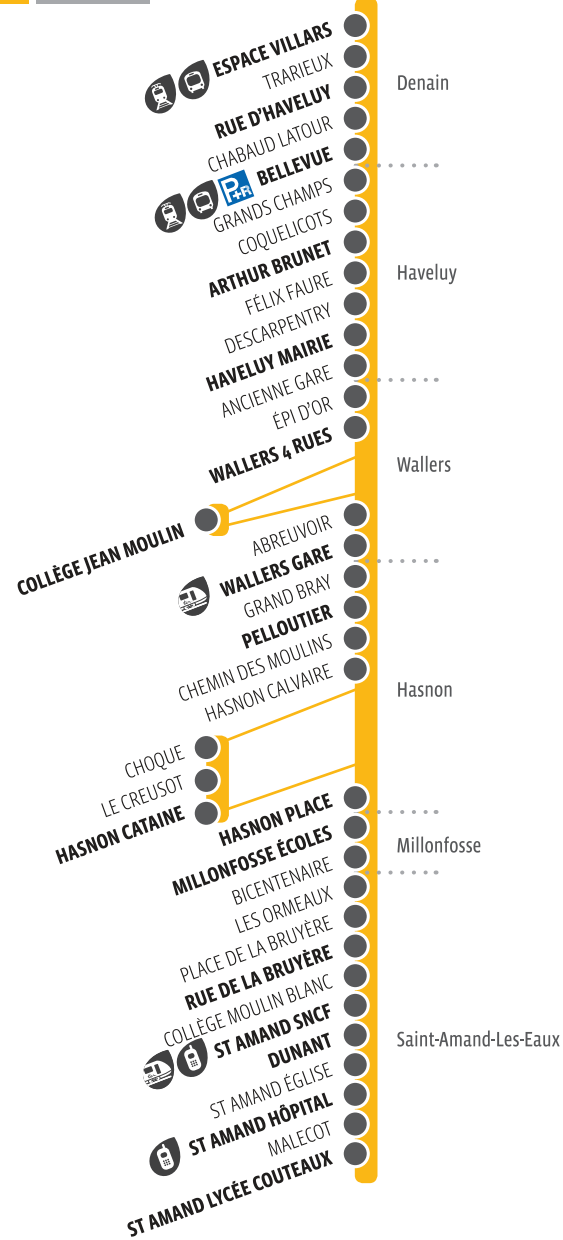 ESPACE VILLARS
TRARIEUX
RUE D'HAVELUY
CHABAUD LATOUR
BELLEVUE
P+R
GRANDS CHAMPS
COQUELICOTS
ARTHUR BRUNET
FÉLIX FAURE
DESCARPENTRY
HAVELUY MAIRIE
ANCIENNE GARE
ÉPI D'OR
WALLERS 4 RUES
COLLÈGE JEAN MOULIN
ABREUVOIR
WALLERS GARE
GRAND BRAY
PELLOUTIER
CHEMIN DES MOULINS
HASNON CALVAIRE
CHOQUE
LE CREUSOT
HASNON CATAINE
HASNON PLACE
MILLONFOSSE ÉCOLES
BICENTENAIRE
LES ORMEAUX
PLACE DE LA BRUYÈRE
RUE DE LA BRUYÈRE
COLLÈGE MOULIN BLANC
ST AMAND SNCF
DUNANT
ST AMAND ÉGLISE
ST AMAND HÔPITAL
MALECOT
ST AMAND LYCÉE COUTEAUX
Denain
Haveluy
Wallers
Hasnon
Millonfosse
Saint-Amand-Les-Eaux